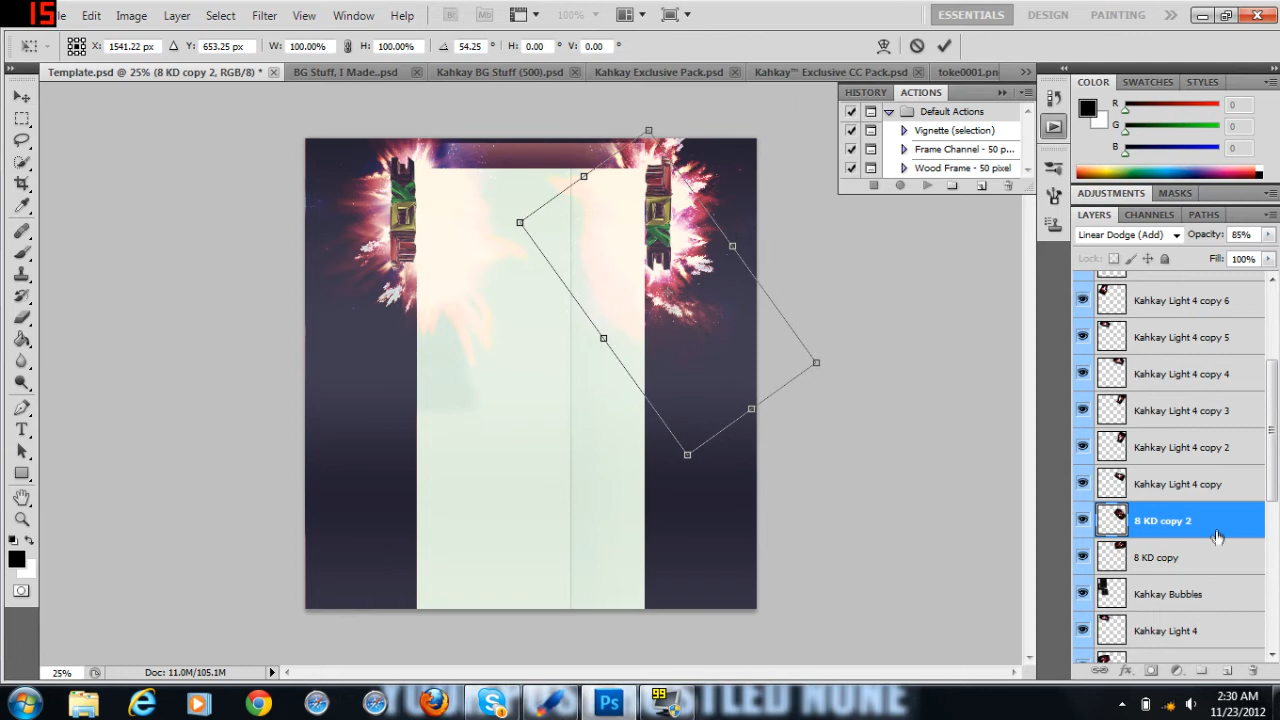 15
Edit Image Layer Select Filter View Window Help Br Mb 100% ESSENTIALS DESIGN PAINTING
X: 1541.22 px Y: 653.25 px W: 100.00% H: 100.00% 54.25 ° H: 0.00 V: 0.00 °
Template.psd @ 25% (8 KD copy 2, RGB/8) * BG Stuff, I Made..psd Kahkay BG Stuff (500).psd Kahkay Exclusive Pack.psd Kahkay™ Exclusive CC Pack.psd toke0001.pn
HISTORY ACTIONS
Default Actions
Vignette (selection)
Frame Channel - 50 p...
Wood Frame - 50 pixel
COLOR SWATCHES STYLES
R 0
G 0
B 0
ADJUSTMENTS MASKS
LAYERS CHANNELS PATHS
Linear Dodge (Add) Opacity: 85%
Lock: Fill: 100%
Kahkay Light 4 copy 6
Kahkay Light 4 copy 5
Kahkay Light 4 copy 4
Kahkay Light 4 copy 3
Kahkay Light 4 copy 2
Kahkay Light 4 copy
8 KD copy 2
8 KD copy
Kahkay Bubbles
Kahkay Light 4
25% Doc: 11.0M/105.1M
99
Ps
2:30 AM
11/23/2012